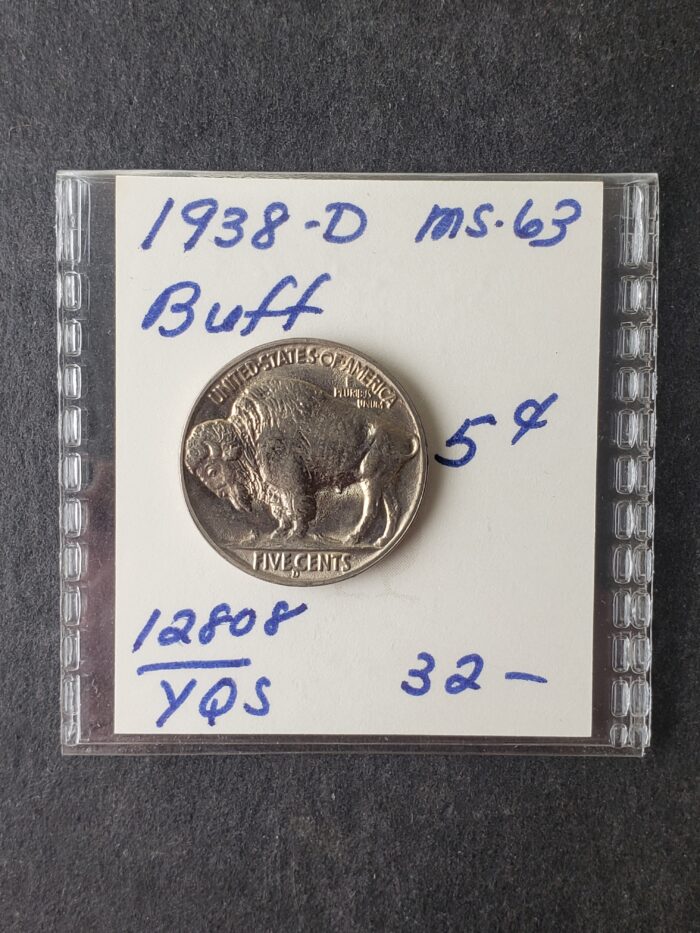 1938-D MS-63
Buff
UNITED·STATES·OF·AMERICA
E
PLURIBUS
UNUM
5¢
FIVE CENTS
D
12808
YQS
32-